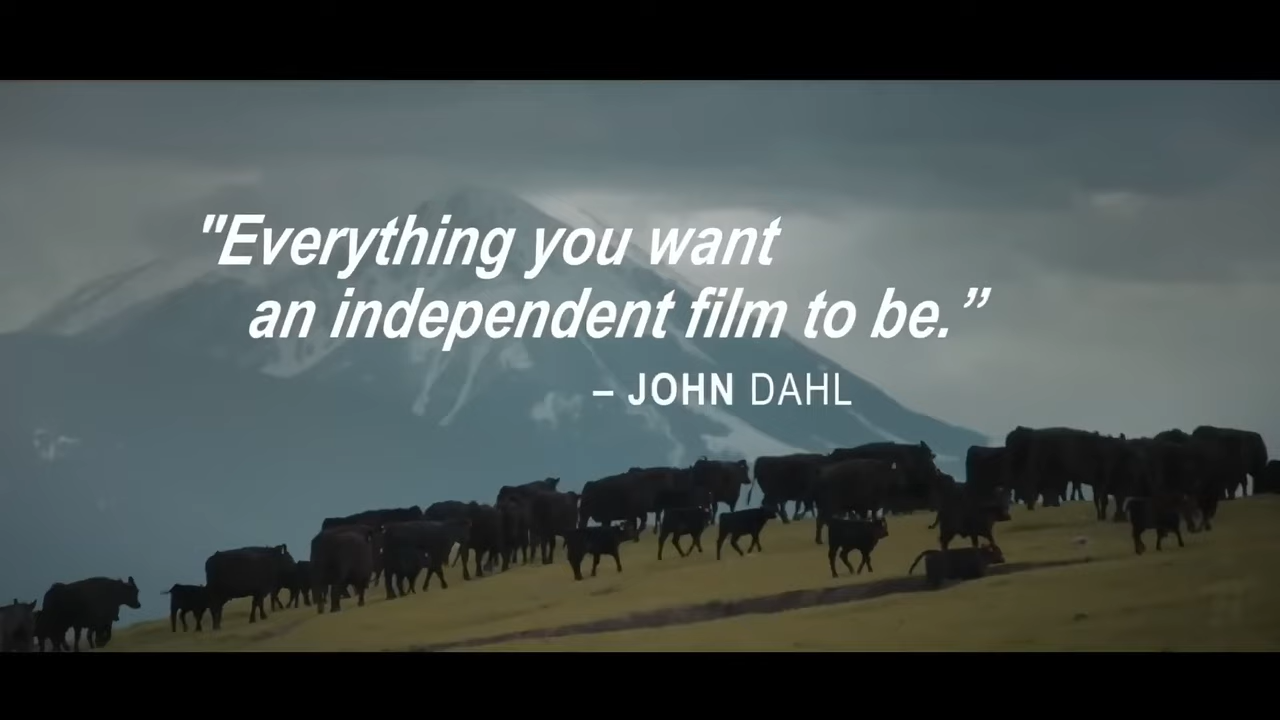 "Everything you want
an independent film to be.”
– JOHN DAHL